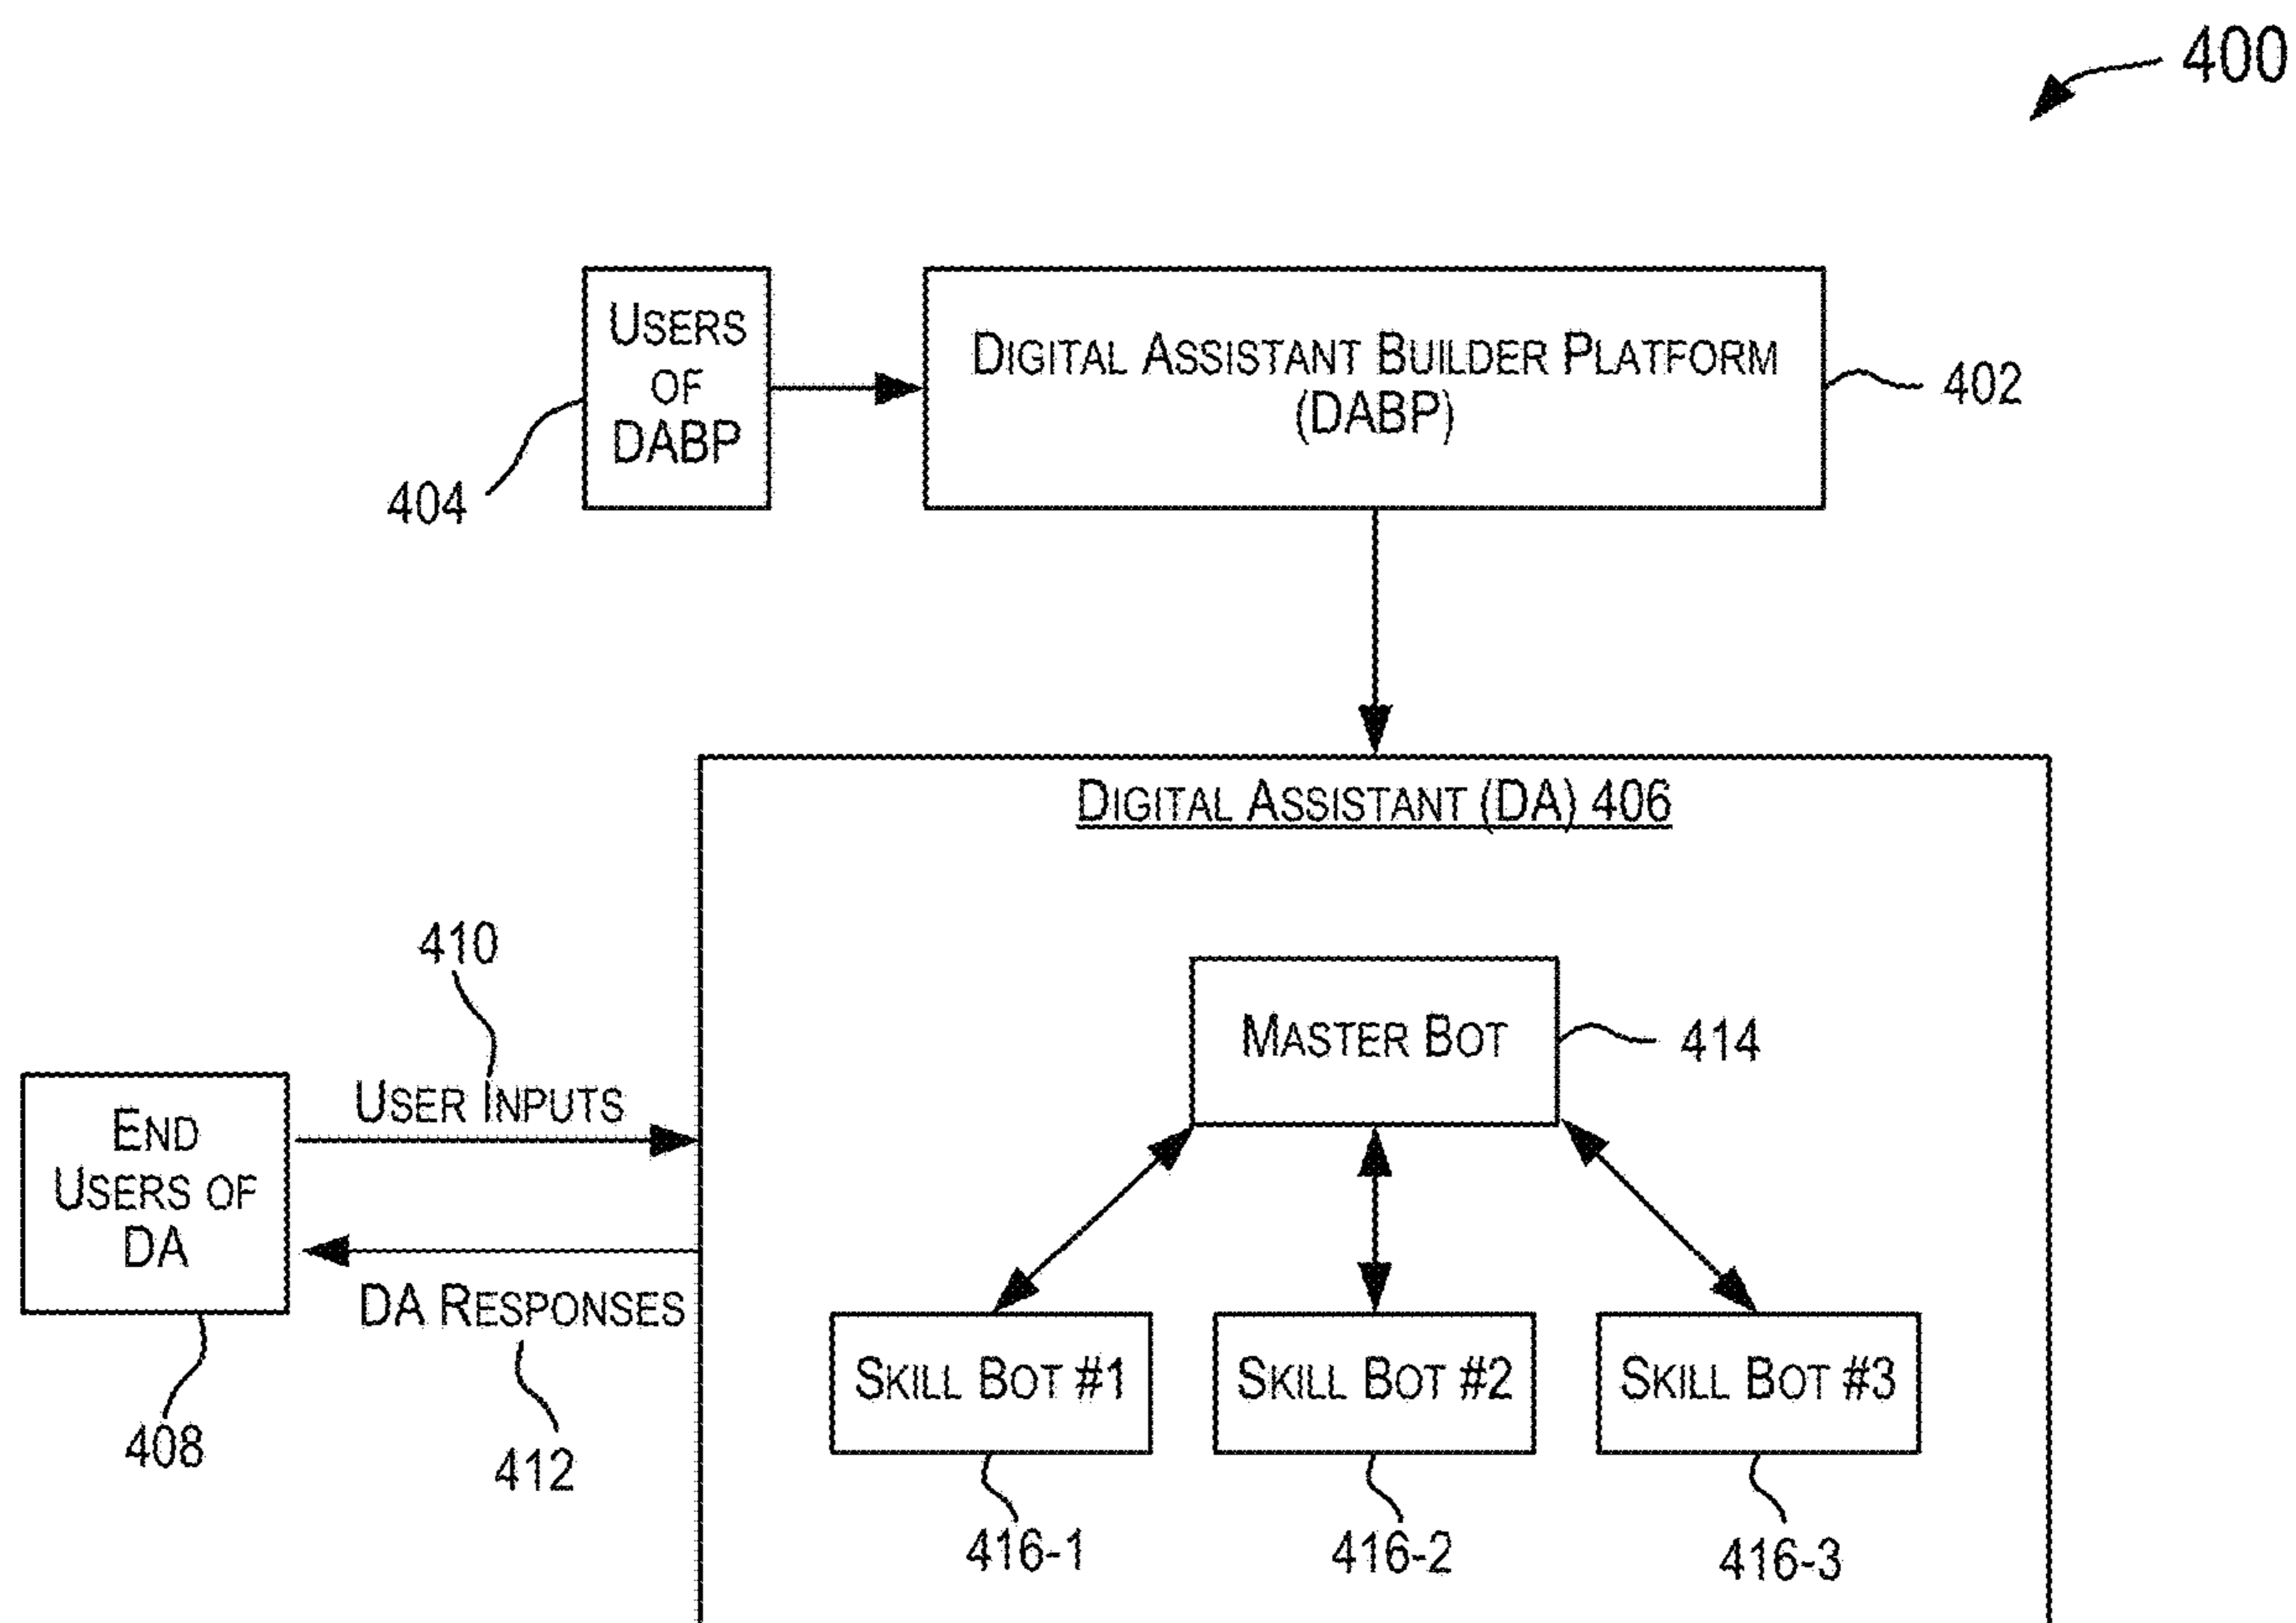 400
USERS
OF
DABP
DIGITAL ASSISTANT BUILDER PLATFORM
(DABP)
402
404
DIGITAL ASSISTANT (DA) 406
410
MASTER BOT
414
USER INPUTS
END
USERS OF
DA
DA RESPONSES
SKILL BOT #1
SKILL BOT #2
SKILL BOT #3
408
412
416-1
416-2
416-3